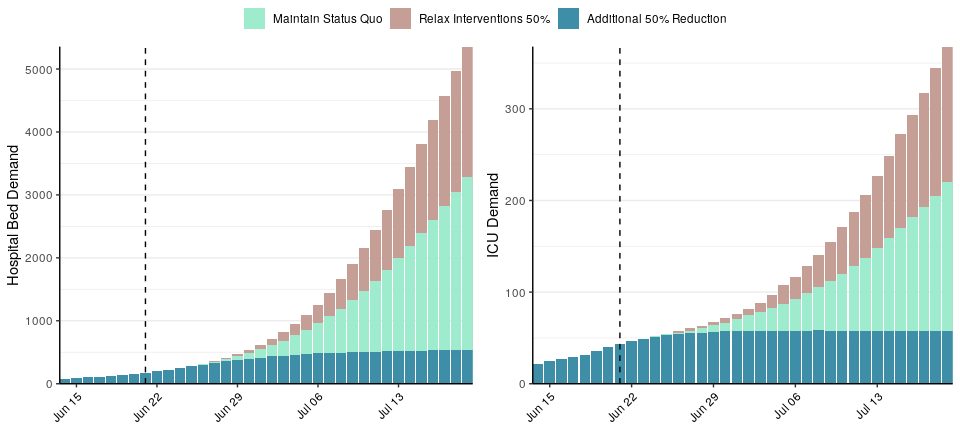 Maintain Status Quo Relax Interventions 50% Additional 50% Reduction
Hospital Bed Demand
5000
4000
3000
2000
1000
0
Jun 15 Jun 22 Jun 29 Jul 06 Jul 13
ICU Demand
300
200
100
0
Jun 15 Jun 22 Jun 29 Jul 06 Jul 13